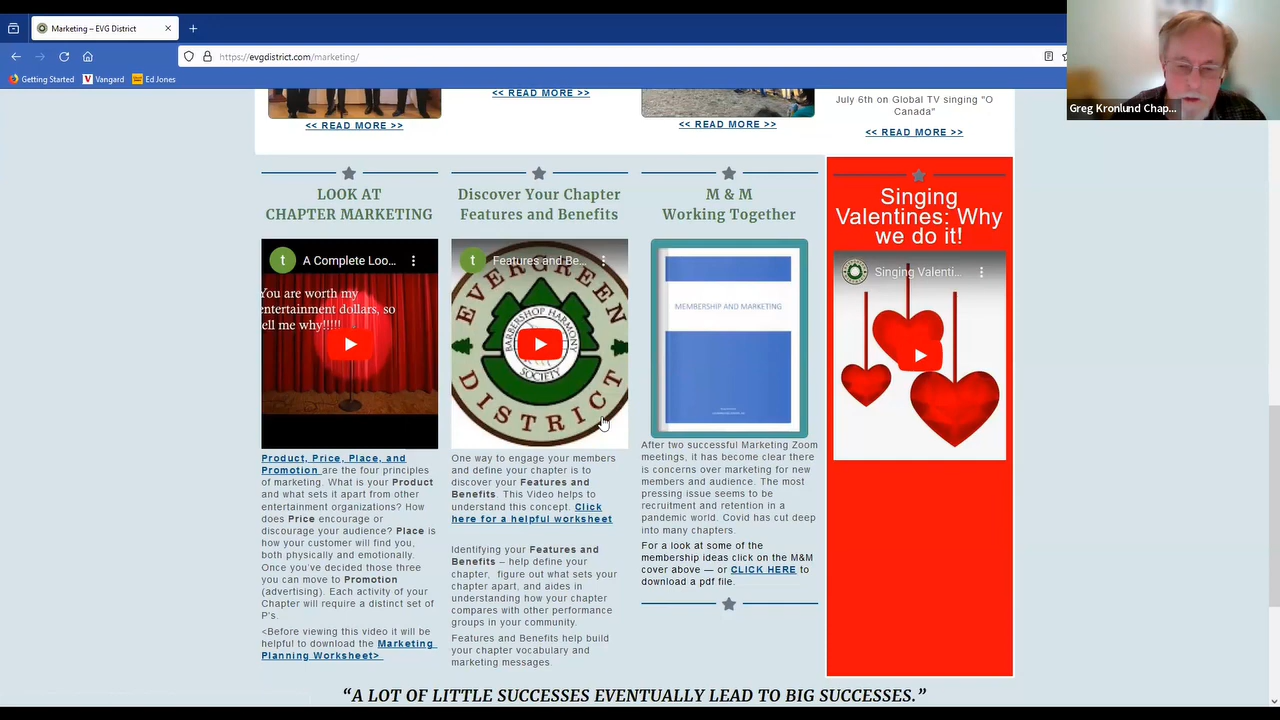 Marketing – EVG District
https://evgdistrict.com/marketing/
Getting Started
Vangard
Ed Jones
Greg Kronlund Chap...
<< READ MORE >>
<< READ MORE >>
<< READ MORE >>
July 6th on Global TV singing "O
Canada"
<< READ MORE >>
LOOK AT
CHAPTER MARKETING
t
A Complete Loo...
You are worth my
entertainment dollars, so
ell me why!!!!!
Product, Price, Place, and
Promotion are the four principles
of marketing. What is your Product
and what sets it apart from other
entertainment organizations? How
does Price encourage or
discourage your audience? Place is
how your customer will find you,
both physically and emotionally.
Once you've decided those three
you can move to Promotion
(advertising). Each activity of your
Chapter will require a distinct set of
P's.
<Before viewing this video it will be
helpful to download the Marketing
Planning Worksheet>
Discover Your Chapter
Features and Benefits
t
Features and Be...
EVERGREEN
BARBERSHOP HARMONY
SOCIETY
DISTRICT
One way to engage your members
and define your chapter is to
discover your Features and
Benefits. This Video helps to
understand this concept. Click
here for a helpful worksheet
Identifying your Features and
Benefits – help define your
chapter, figure out what sets your
chapter apart, and aides in
understanding how your chapter
compares with other performance
groups in your community.
Features and Benefits help build
your chapter vocabulary and
marketing messages.
M & M
Working Together
MEMBERSHIP AND MARKETING
After two successful Marketing Zoom
meetings, it has become clear there
is concerns over marketing for new
members and audience. The most
pressing issue seems to be
recruitment and retention in a
pandemic world. Covid has cut deep
into many chapters.
For a look at some of the
membership ideas click on the M&M
cover above — or CLICK HERE to
download a pdf file.
Singing
Valentines: Why
we do it!
Singing Valenti...
“A LOT OF LITTLE SUCCESSES EVENTUALLY LEAD TO BIG SUCCESSES.”